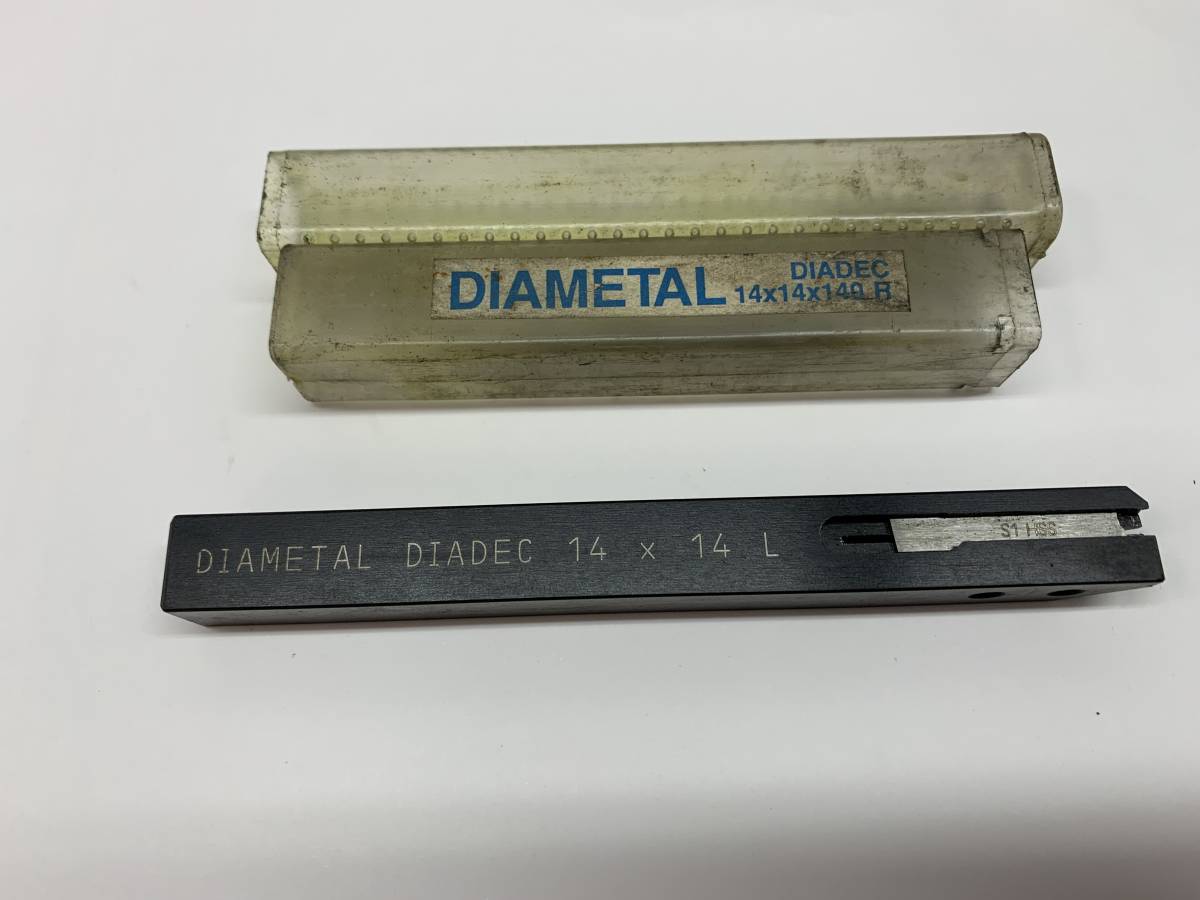 DIAMETAL DIADEC
14x14x140 R
DIAMETAL DIADEC 14 x 14 L
S1 HSS